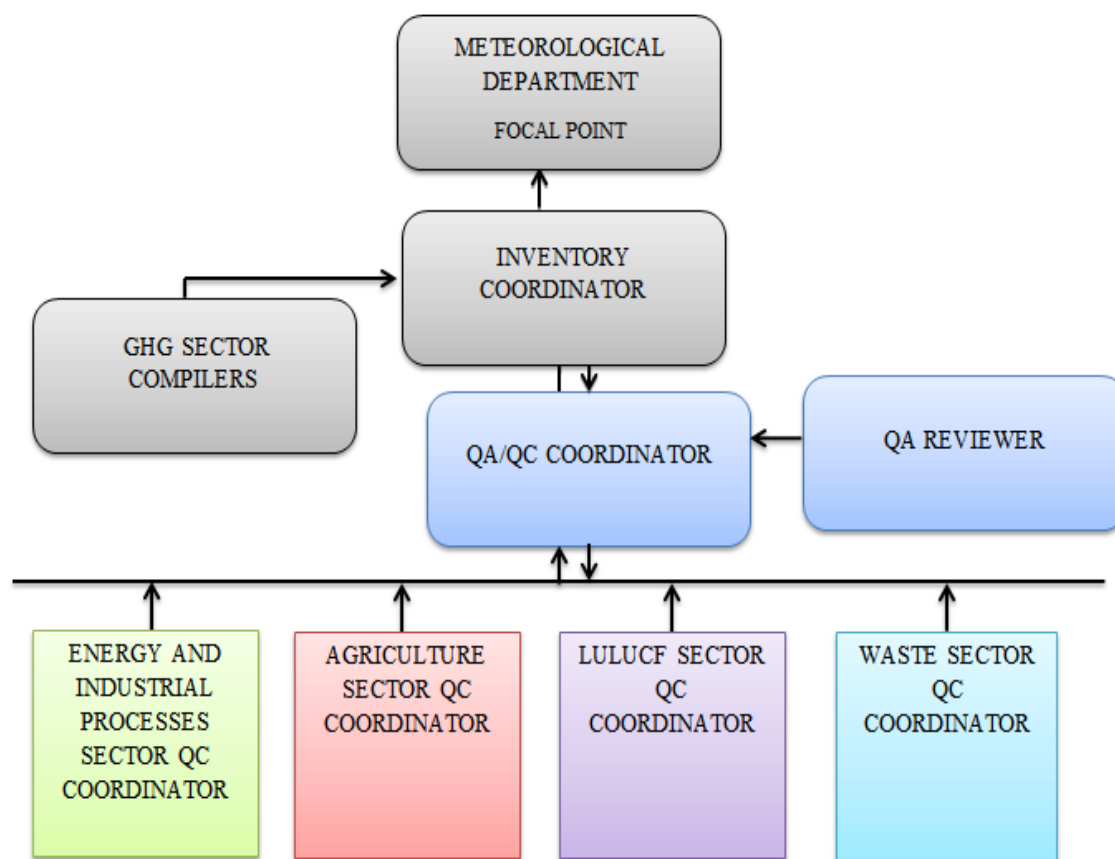 METEOROLOGICAL
DEPARTMENT
FOCAL POINT
INVENTORY
COORDINATOR
GHG SECTOR
COMPILERS
QA/QC COORDINATOR
QA REVIEWER
ENERGY AND
INDUSTRIAL
PROCESSES
SECTOR QC
COORDINATOR
AGRICULTURE
SECTOR QC
COORDINATOR
LULUCF SECTOR
QC
COORDINATOR
WASTE SECTOR
QC
COORDINATOR